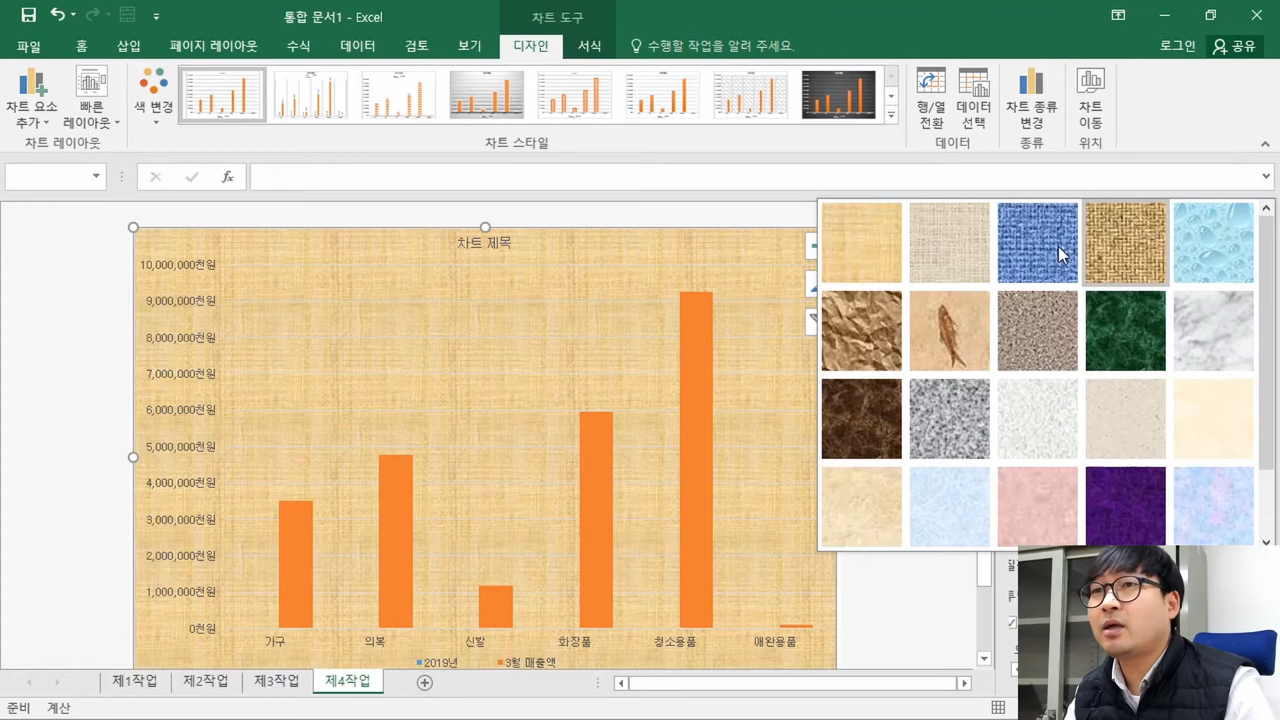 통합 문서1 - Excel
차트 도구
파일
홈
삽입
페이지 레이아웃
수식
데이터
검토
보기
디자인
서식
수행할 작업을 알려 주세요.
로그인
공유
차트 요소
추가
빠른
레이아웃
색 변경
행/열
전환
데이터
선택
차트 종류
변경
차트
이동
차트 레이아웃
차트 스타일
데이터
종류
위치
fx
차트 제목
10,000,000천원
9,000,000천원
8,000,000천원
7,000,000천원
6,000,000천원
5,000,000천원
4,000,000천원
3,000,000천원
2,000,000천원
1,000,000천원
0천원
가구
의복
신발
화장품
청소용품
애완용품
2019년
3월 매출액
제1작업
제2작업
제3작업
제4작업
준비
계산